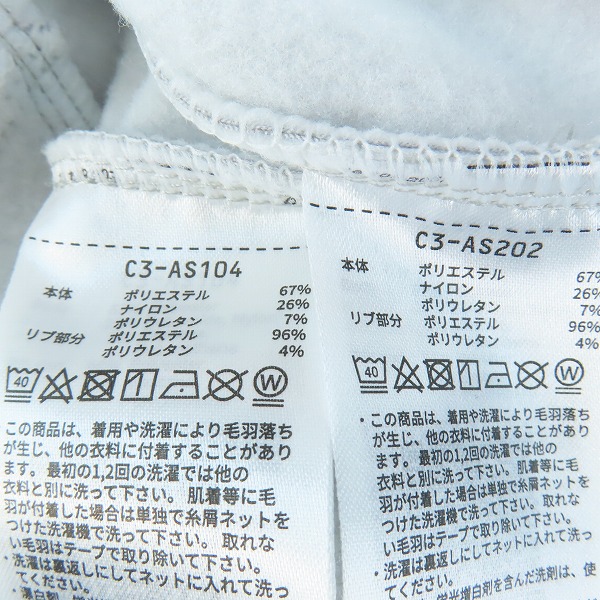 C3-AS104
本体 ポリエステル 67%
ナイロン 26%
ポリウレタン 7%
リブ部分 ポリエステル 96%
ポリウレタン 4%
40 W
この商品は、着用や洗濯により毛羽落ち
が生じ、他の衣料に付着することがあり
ます。最初の1,2回の洗濯では他の
衣料と別に洗って下さい。肌着等に毛
羽が付着した場合は単独で糸屑ネットを
つけた洗濯機で洗って下さい。取れな
い毛羽はテープで取り除いて下さい。
・洗濯は裏返しにしてネットに入れて洗っ
てください。
C3-AS202
本体 ポリエステル 67%
ナイロン 26%
ポリウレタン 7%
リブ部分 ポリエステル 96%
ポリウレタン 4%
40 W
・この商品は、着用や洗濯により毛羽落ち
が生じ、他の衣料に付着することがあり
ます。最初の1,2回の洗濯では他の
衣料と別に洗って下さい。肌着等に毛
羽が付着した場合は単独で糸屑ネットを
つけた洗濯機で洗って下さい。取れな
い毛羽はテープで取り除いて下さい。
・洗濯は裏返しにしてネットに入れて洗っ
てください。
・蛍光増白剤を含んだ洗剤は、使